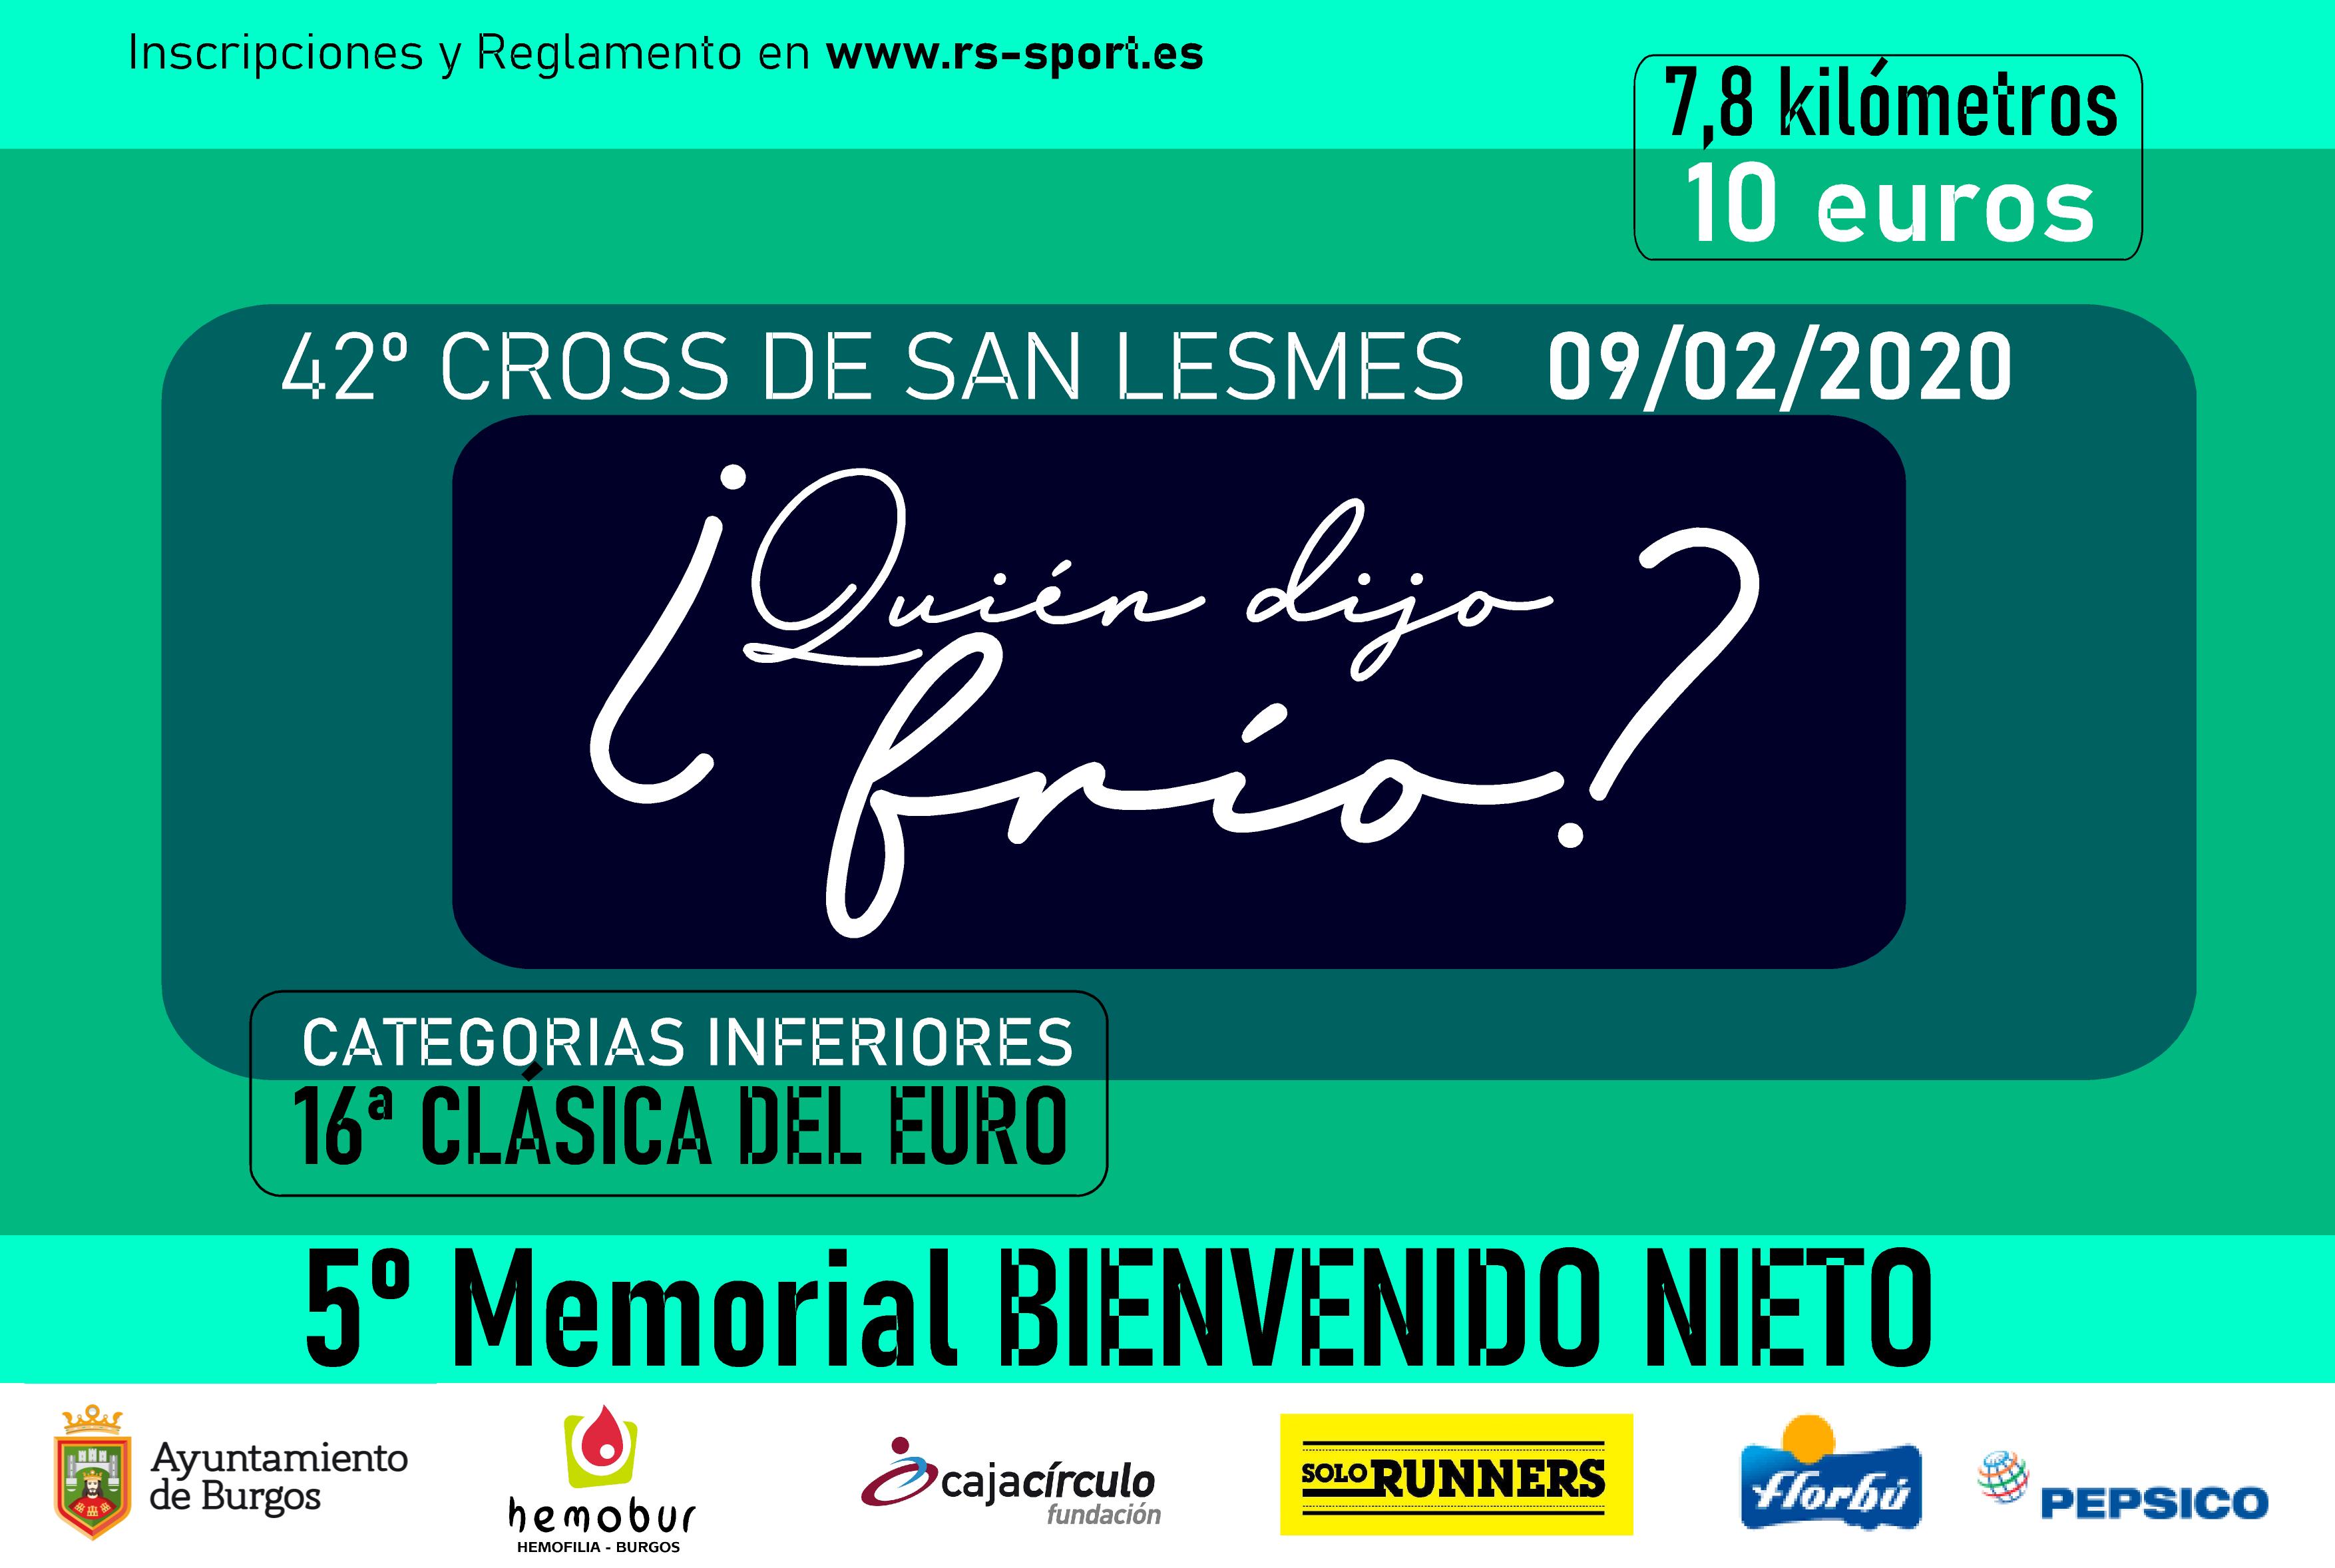 Inscripciones y Reglamento en www.rs-sport.es
7,8 kilómetros
10 euros
42º CROSS DE SAN LESMES 09/02/2020
¿Quién dijo
frío?
CATEGORIAS INFERIORES
16ª CLÁSICA DEL EURO
5º Memorial BIENVENIDO NIETO
Ayuntamiento
de Burgos
hemobur
HEMOFILIA - BURGOS
cajacírculo
fundación
SOLO RUNNERS
florbú
PEPSICO